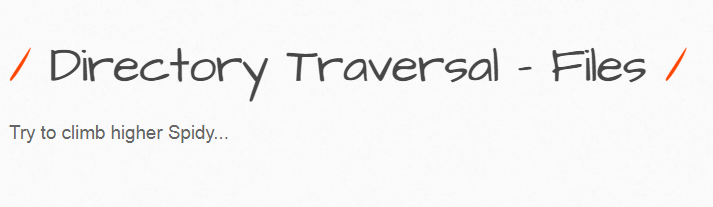 / Directory Traversal - Files /
Try to climb higher Spidy...